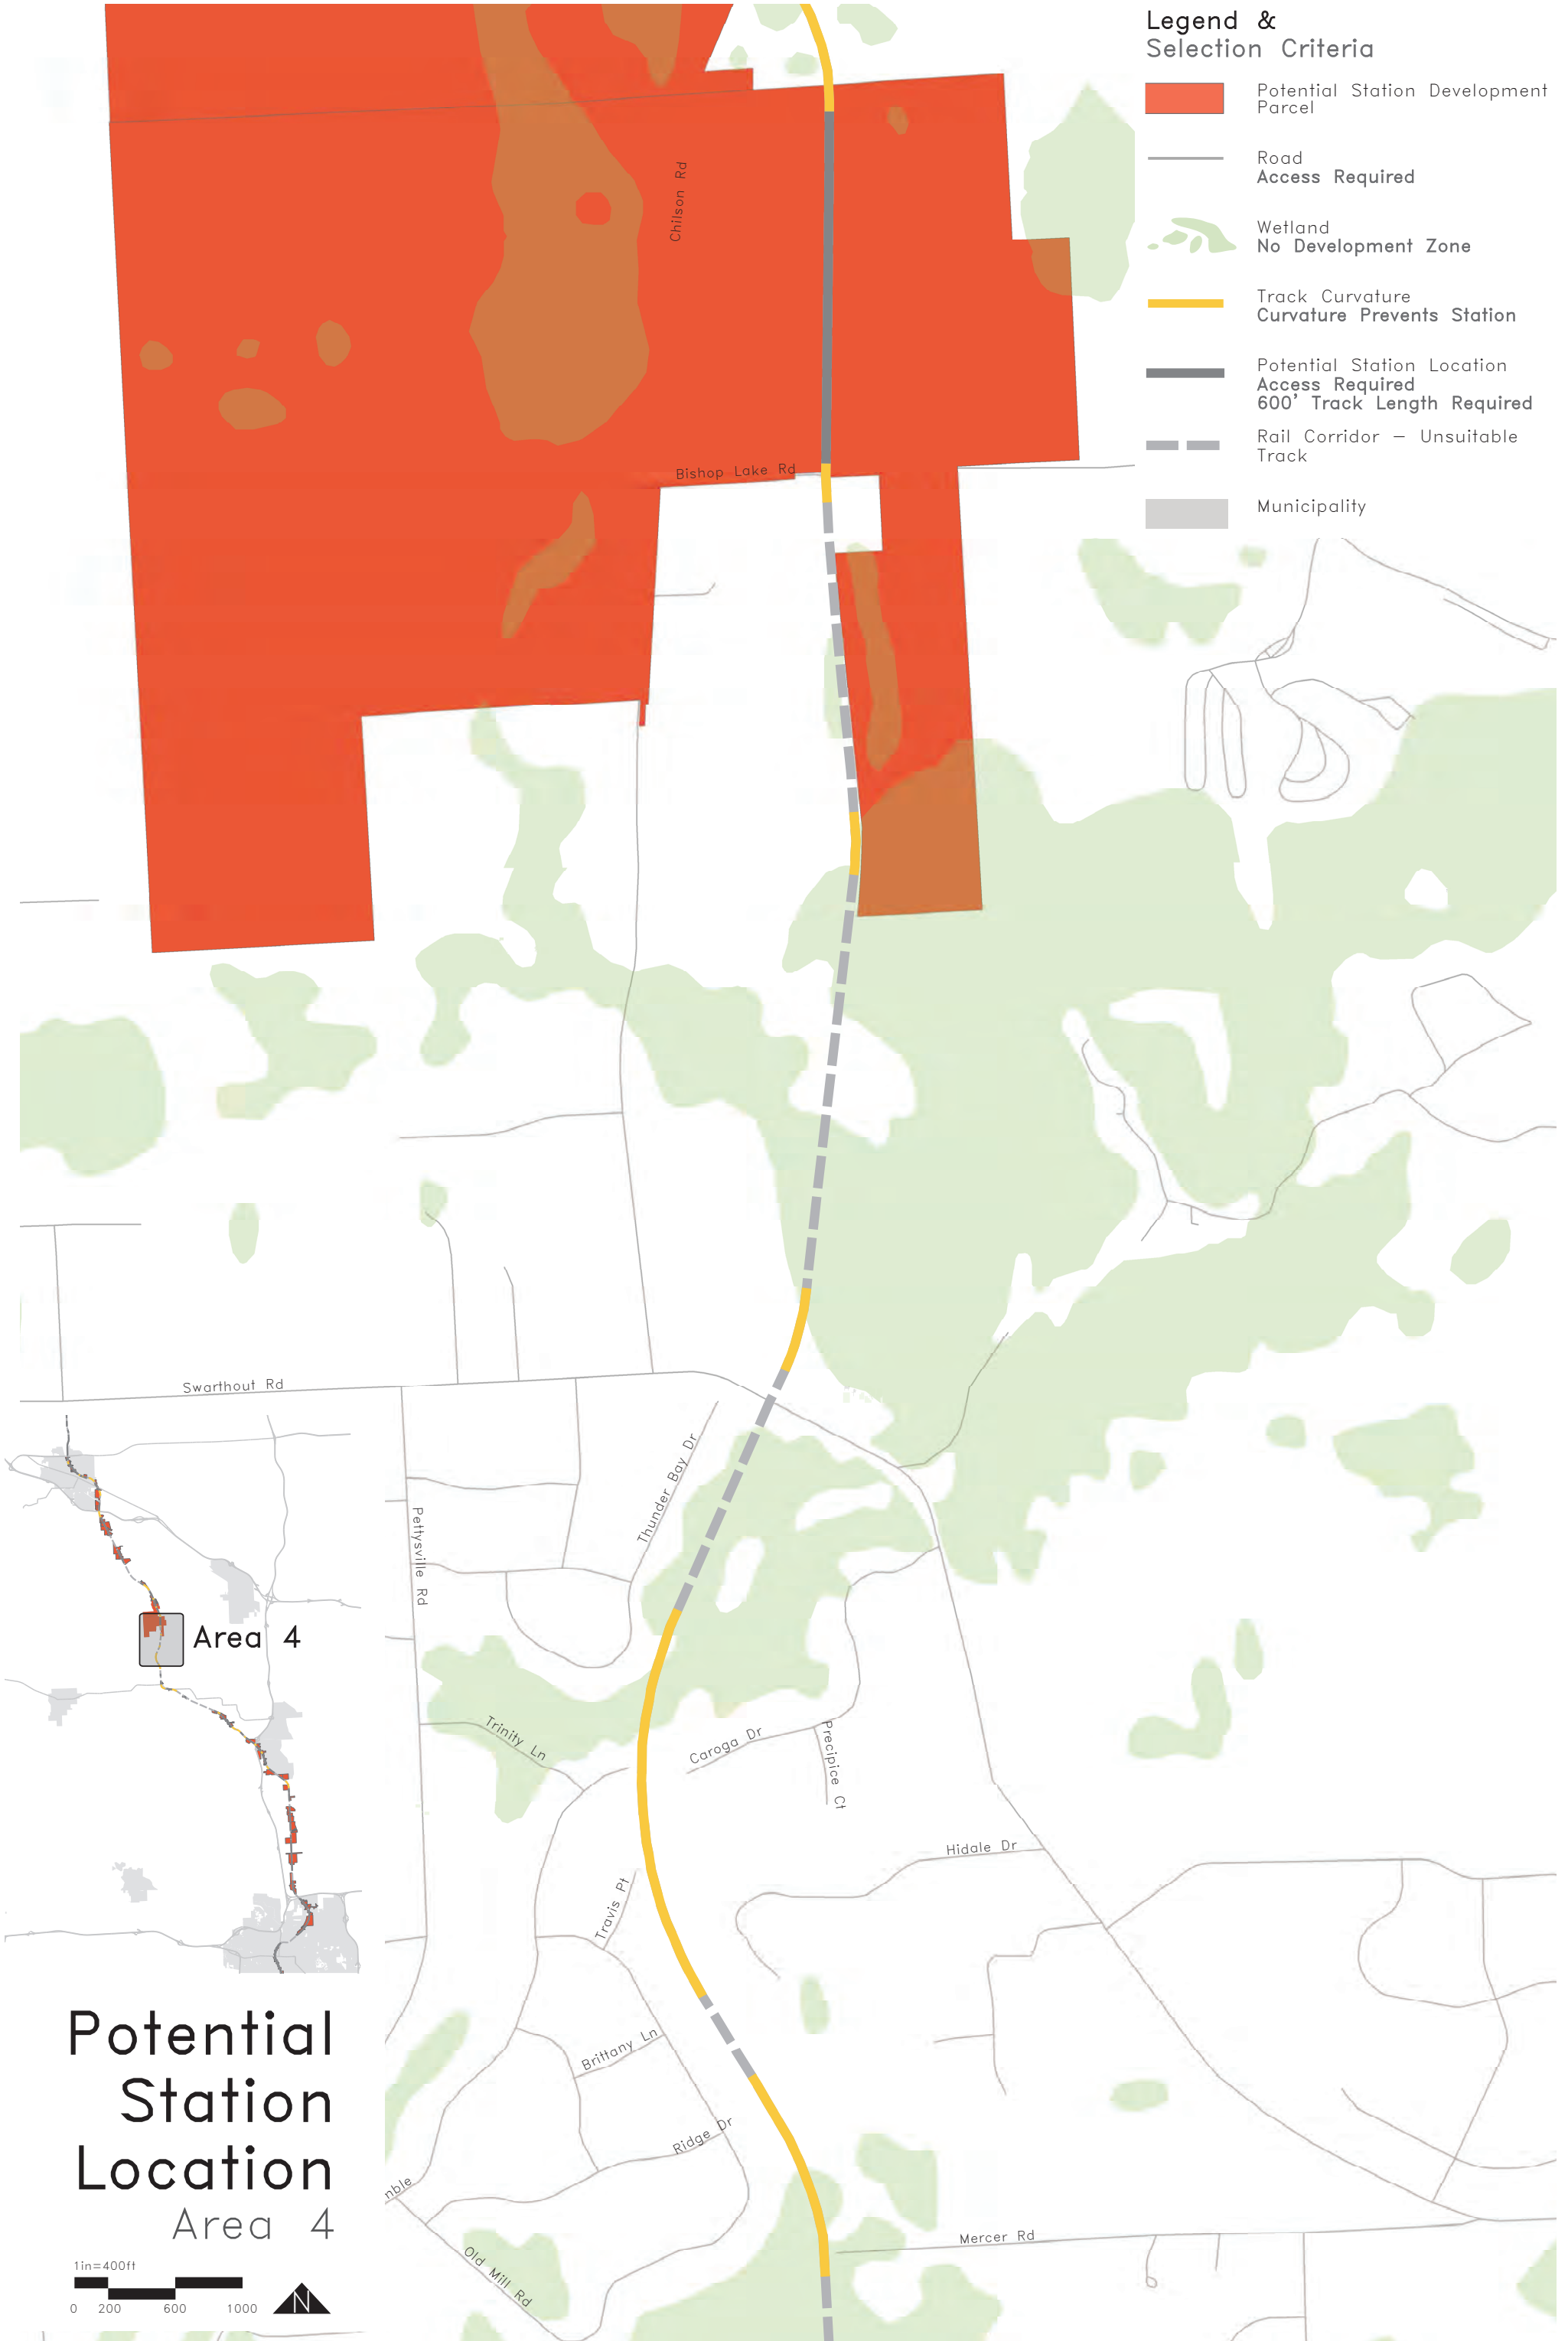 Legend &
Selection Criteria
Potential Station Development
Parcel
Road
Access Required
Wetland
No Development Zone
Track Curvature
Curvature Prevents Station
Potential Station Location
Access Required
600' Track Length Required
Rail Corridor – Unsuitable
Track
Municipality
Chilson Rd
Bishop Lake Rd
Swarthout Rd
Thunder Bay Dr
Pettysville Rd
Area 4
Trinity Ln
Caroga Dr
Precipice Ct
Hidale Dr
Travis Pt
Brittany Ln
Ridge Dr
nble
Old Mill Rd
Mercer Rd
Potential
Station
Location
Area 4
1in=400ft
0 200 600 1000
N